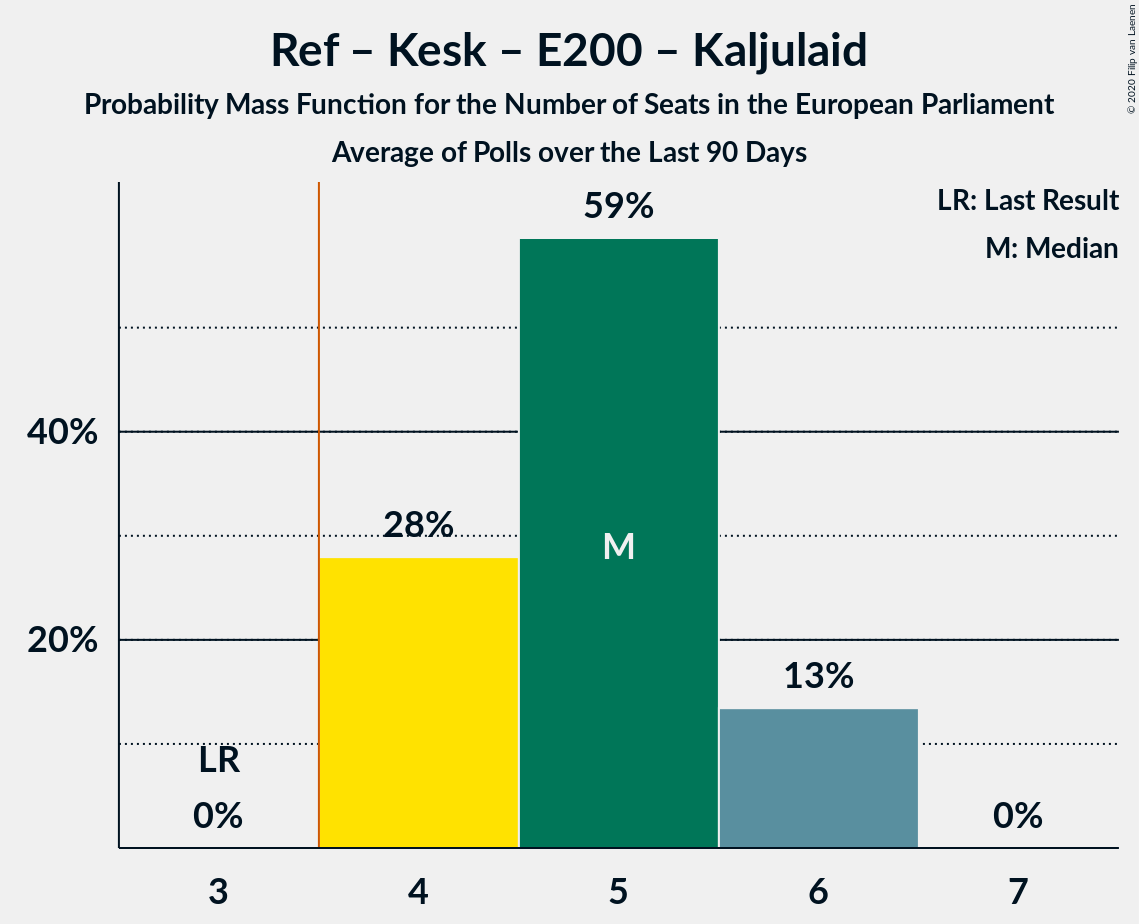 Ref – Kesk – E200 – Kaljulaid
Probability Mass Function for the Number of Seats in the European Parliament
Average of Polls over the Last 90 Days
© 2020 Filip van Laenen
LR: Last Result
M: Median
59%
40%
28%
M
20%
13%
LR
0%
0%
3
4
5
6
7